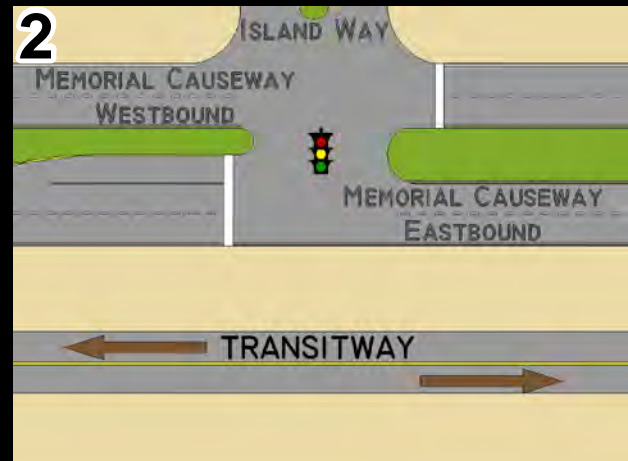 2
ISLAND WAY
MEMORIAL CAUSEWAY
WESTBOUND
MEMORIAL CAUSEWAY
EASTBOUND
TRANSITWAY